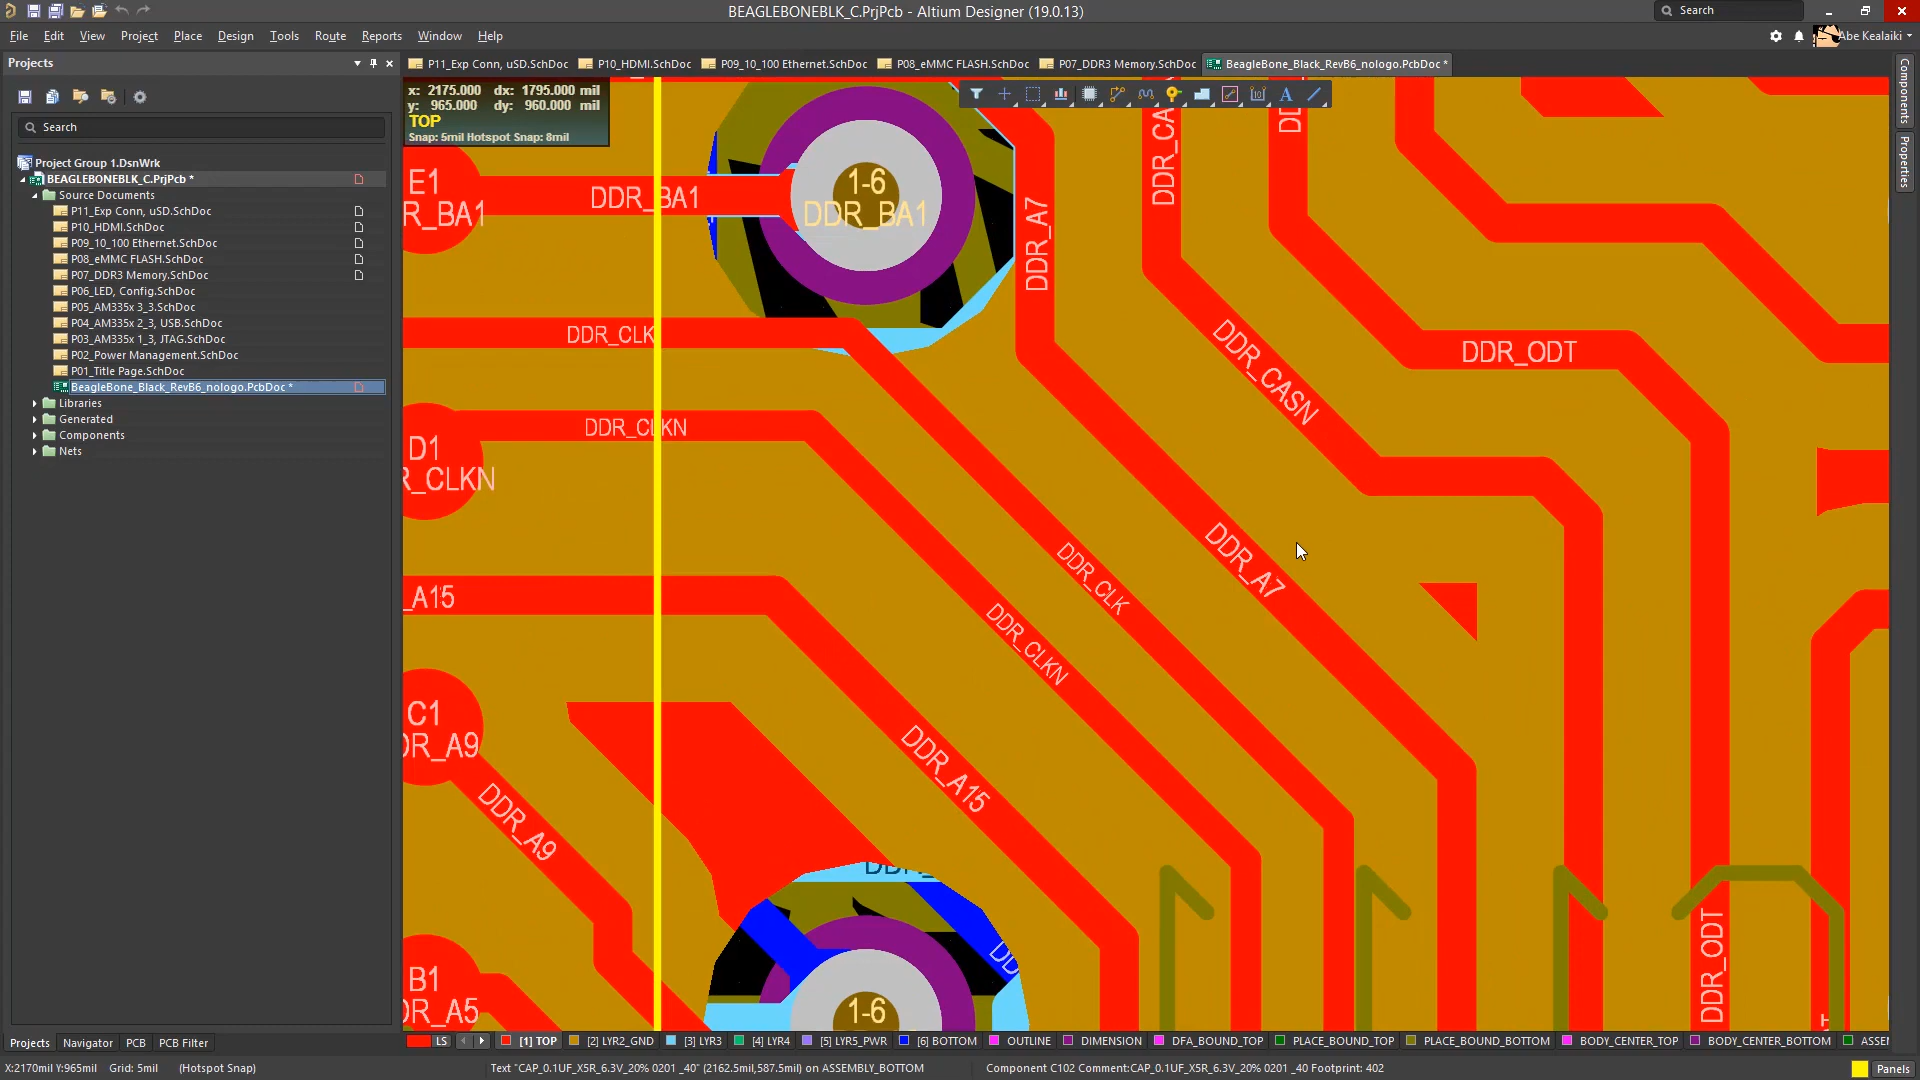 BEAGLEBONEBLK_C.PrjPcb - Altium Designer (19.0.13)
Search
File Edit View Project Place Design Tools Route Reports Window Help
Abe Kealaiki
Projects
P11_Exp Conn, uSD.SchDoc
P10_HDMI.SchDoc
P09_10_100 Ethernet.SchDoc
P08_eMMC FLASH.SchDoc
P07_DDR3 Memory.SchDoc
BeagleBone_Black_RevB6_nologo.PcbDoc *
Components
Properties
Search
Project Group 1.DsnWrk
BEAGLEBONEBLK_C.PrjPcb *
Source Documents
P11_Exp Conn, uSD.SchDoc
P10_HDMI.SchDoc
P09_10_100 Ethernet.SchDoc
P08_eMMC FLASH.SchDoc
P07_DDR3 Memory.SchDoc
P06_LED, Config.SchDoc
P05_AM335x 3_3.SchDoc
P04_AM335x 2_3, USB.SchDoc
P03_AM335x 1_3, JTAG.SchDoc
P02_Power Management.SchDoc
P01_Title Page.SchDoc
BeagleBone_Black_RevB6_nologo.PcbDoc *
Libraries
Generated
Components
Nets
x: 2175.000 dx: 1795.000 mil
y: 965.000 dy: 960.000 mil
TOP
Snap: 5mil Hotspot Snap: 8mil
E1
R_BA1
DDR_BA1
1-6
DDR_BA1
DDR_A7
DDR_CA
DD
DDR_CLK
DDR_CASN
DDR_ODT
DDR_CLKN
D1
R_CLKN
DDR_CLK
DDR_A7
DDR_CLKN
_A15
C1
DR_A9
DDR_A15
DDR_A9
B1
DR_A5
DD
1-6
DDR_ODT
Projects Navigator PCB PCB Filter
LS [1] TOP [2] LYR2_GND [3] LYR3 [4] LYR4 [5] LYR5_PWR [6] BOTTOM OUTLINE DIMENSION DFA_BOUND_TOP PLACE_BOUND_TOP PLACE_BOUND_BOTTOM BODY_CENTER_TOP BODY_CENTER_BOTTOM ASSEM
X:2170mil Y:965mil Grid: 5mil (Hotspot Snap)
Text "CAP_0.1UF_X5R_6.3V_20% 0201 _40" (2162.5mil,587.5mil) on ASSEMBLY_BOTTOM
Component C102 Comment:CAP_0.1UF_X5R_6.3V_20% 0201 _40 Footprint: 402
Panels